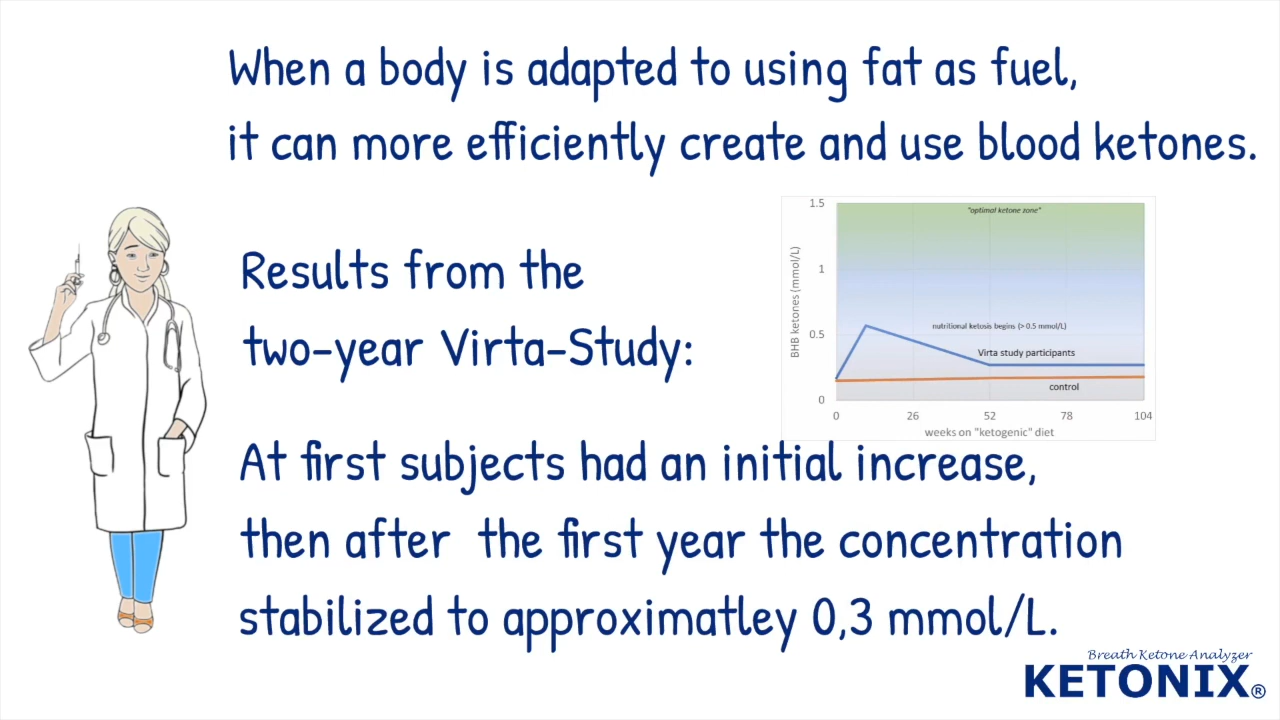 When a body is adapted to using fat as fuel,
it can more efficiently create and use blood ketones.
Results from the
two-year Virta-Study:
1.5
1
0.5
0
BHB ketones (mmol/L)
"optimal ketone zone"
nutritional ketosis begins (> 0.5 mmol/L)
Virta study participants
control
0 26 52 78 104
weeks on "ketogenic" diet
At first subjects had an initial increase,
then after the first year the concentration
stabilized to approximatley 0,3 mmol/L.
Breath Ketone Analyzer
KETONIX®